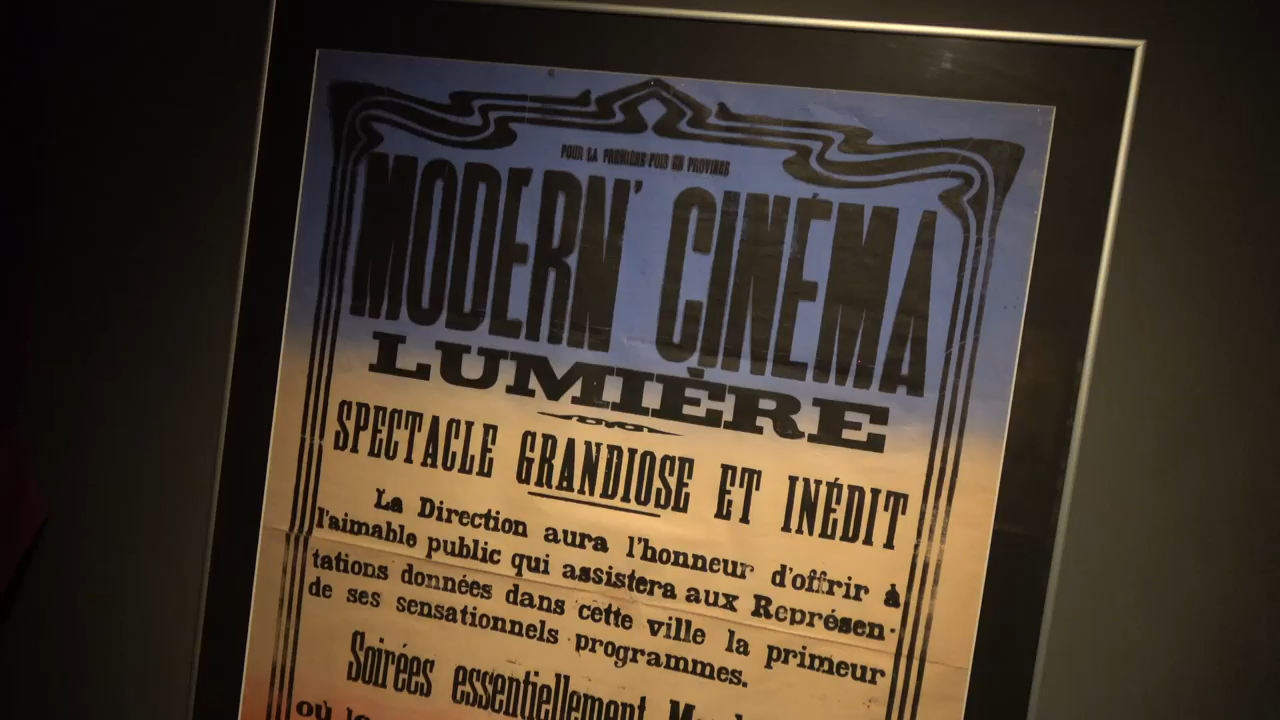 POUR LA PREMIÈRE FOIS EN PROVINCE
MODERN' CINÉMA
LUMIÈRE
SPECTACLE GRANDIOSE ET INÉDIT
La Direction aura l'honneur d'offrir à
l'aimable public qui assistera aux Représen-
tations données dans cette ville la primeur
de ses sensationnels programmes.
Soirées essentiellement
où